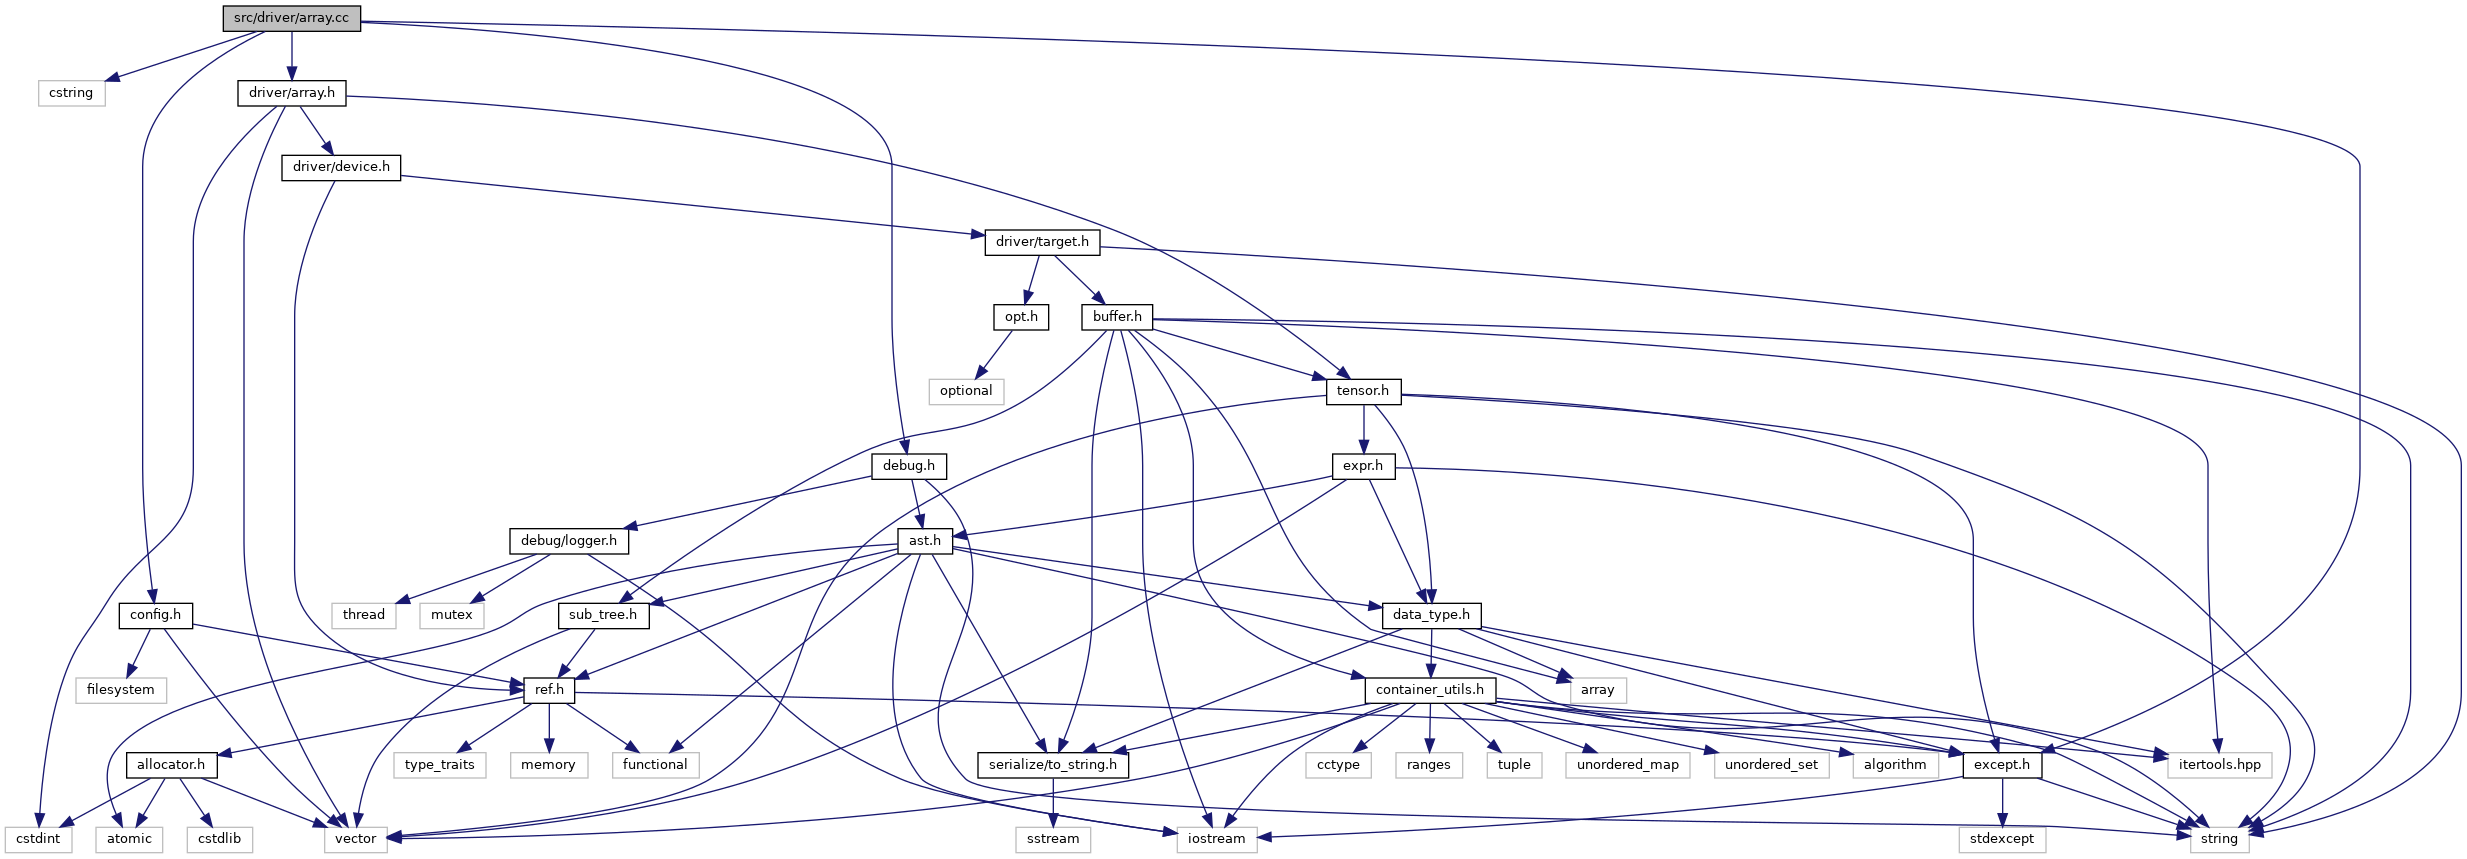 src/driver/array.cc
cstring
driver/array.h
driver/device.h
driver/target.h
opt.h
buffer.h
optional
tensor.h
debug.h
expr.h
debug/logger.h
ast.h
config.h
thread
mutex
sub_tree.h
data_type.h
filesystem
ref.h
container_utils.h
array
allocator.h
type_traits
memory
functional
serialize/to_string.h
cctype
ranges
tuple
unordered_map
unordered_set
algorithm
except.h
itertools.hpp
cstdint
atomic
cstdlib
vector
sstream
iostream
stdexcept
string